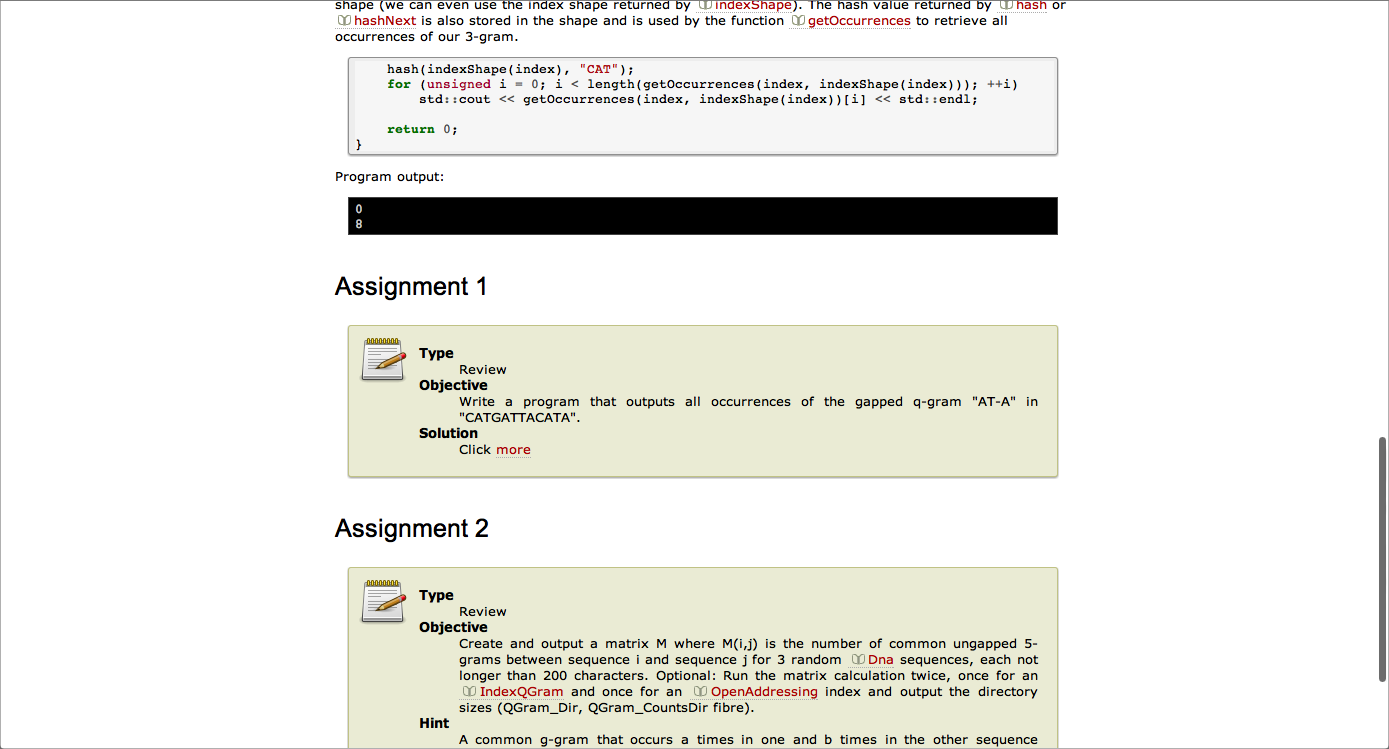 shape (we can even use the index shape returned by indexShape). The hash value returned by hash or
hashNext is also stored in the shape and is used by the function getOccurrences to retrieve all
occurrences of our 3-gram.
hash(indexShape(index), "CAT");
for (unsigned i = 0; i < length(getOccurrences(index, indexShape(index))); ++i)
std::cout << getOccurrences(index, indexShape(index))[i] << std::endl;
return 0;
}
Program output:
0
8
Assignment 1
Type
Review
Objective
Write a program that outputs all occurrences of the gapped q-gram "AT-A" in
"CATGATTACATA".
Solution
Click more
Assignment 2
Type
Review
Objective
Create and output a matrix M where M(i,j) is the number of common ungapped 5-
grams between sequence i and sequence j for 3 random Dna sequences, each not
longer than 200 characters. Optional: Run the matrix calculation twice, once for an
IndexQGram and once for an OpenAddressing index and output the directory
sizes (QGram_Dir, QGram_CountsDir fibre).
Hint
A common g-gram that occurs a times in one and b times in the other sequence